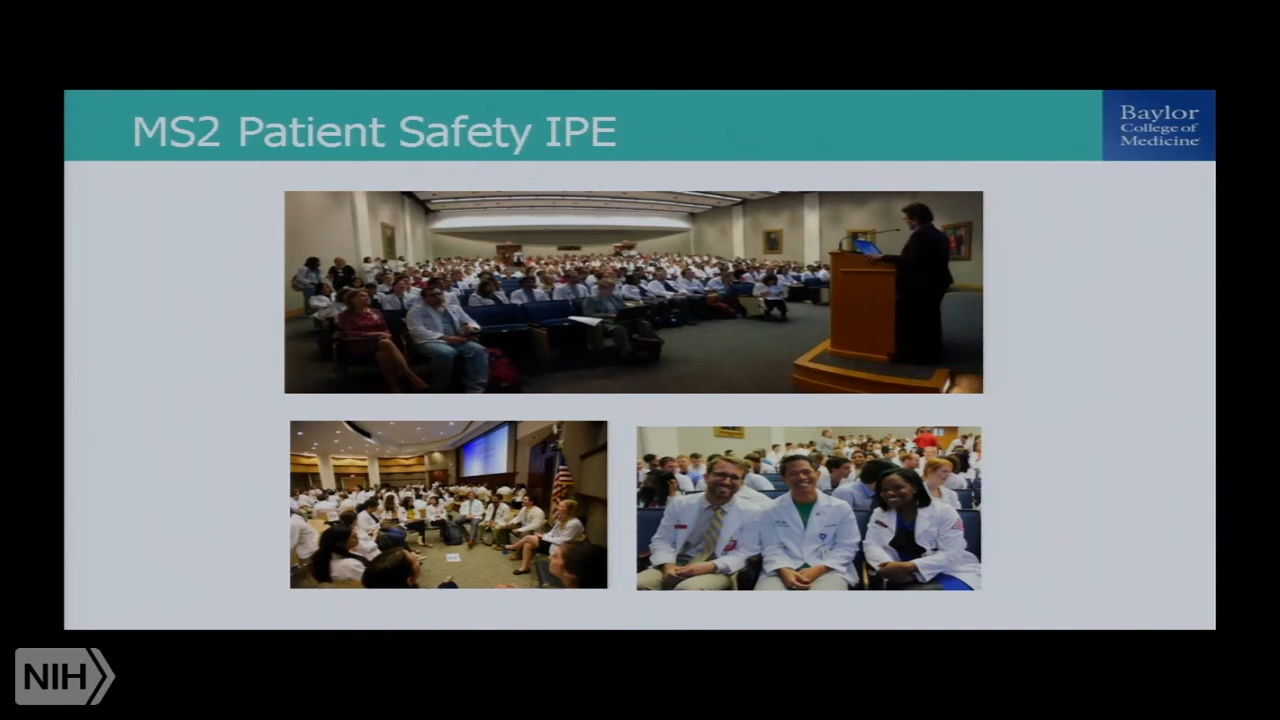 MS2 Patient Safety IPE
Baylor
College of
Medicine
NIH